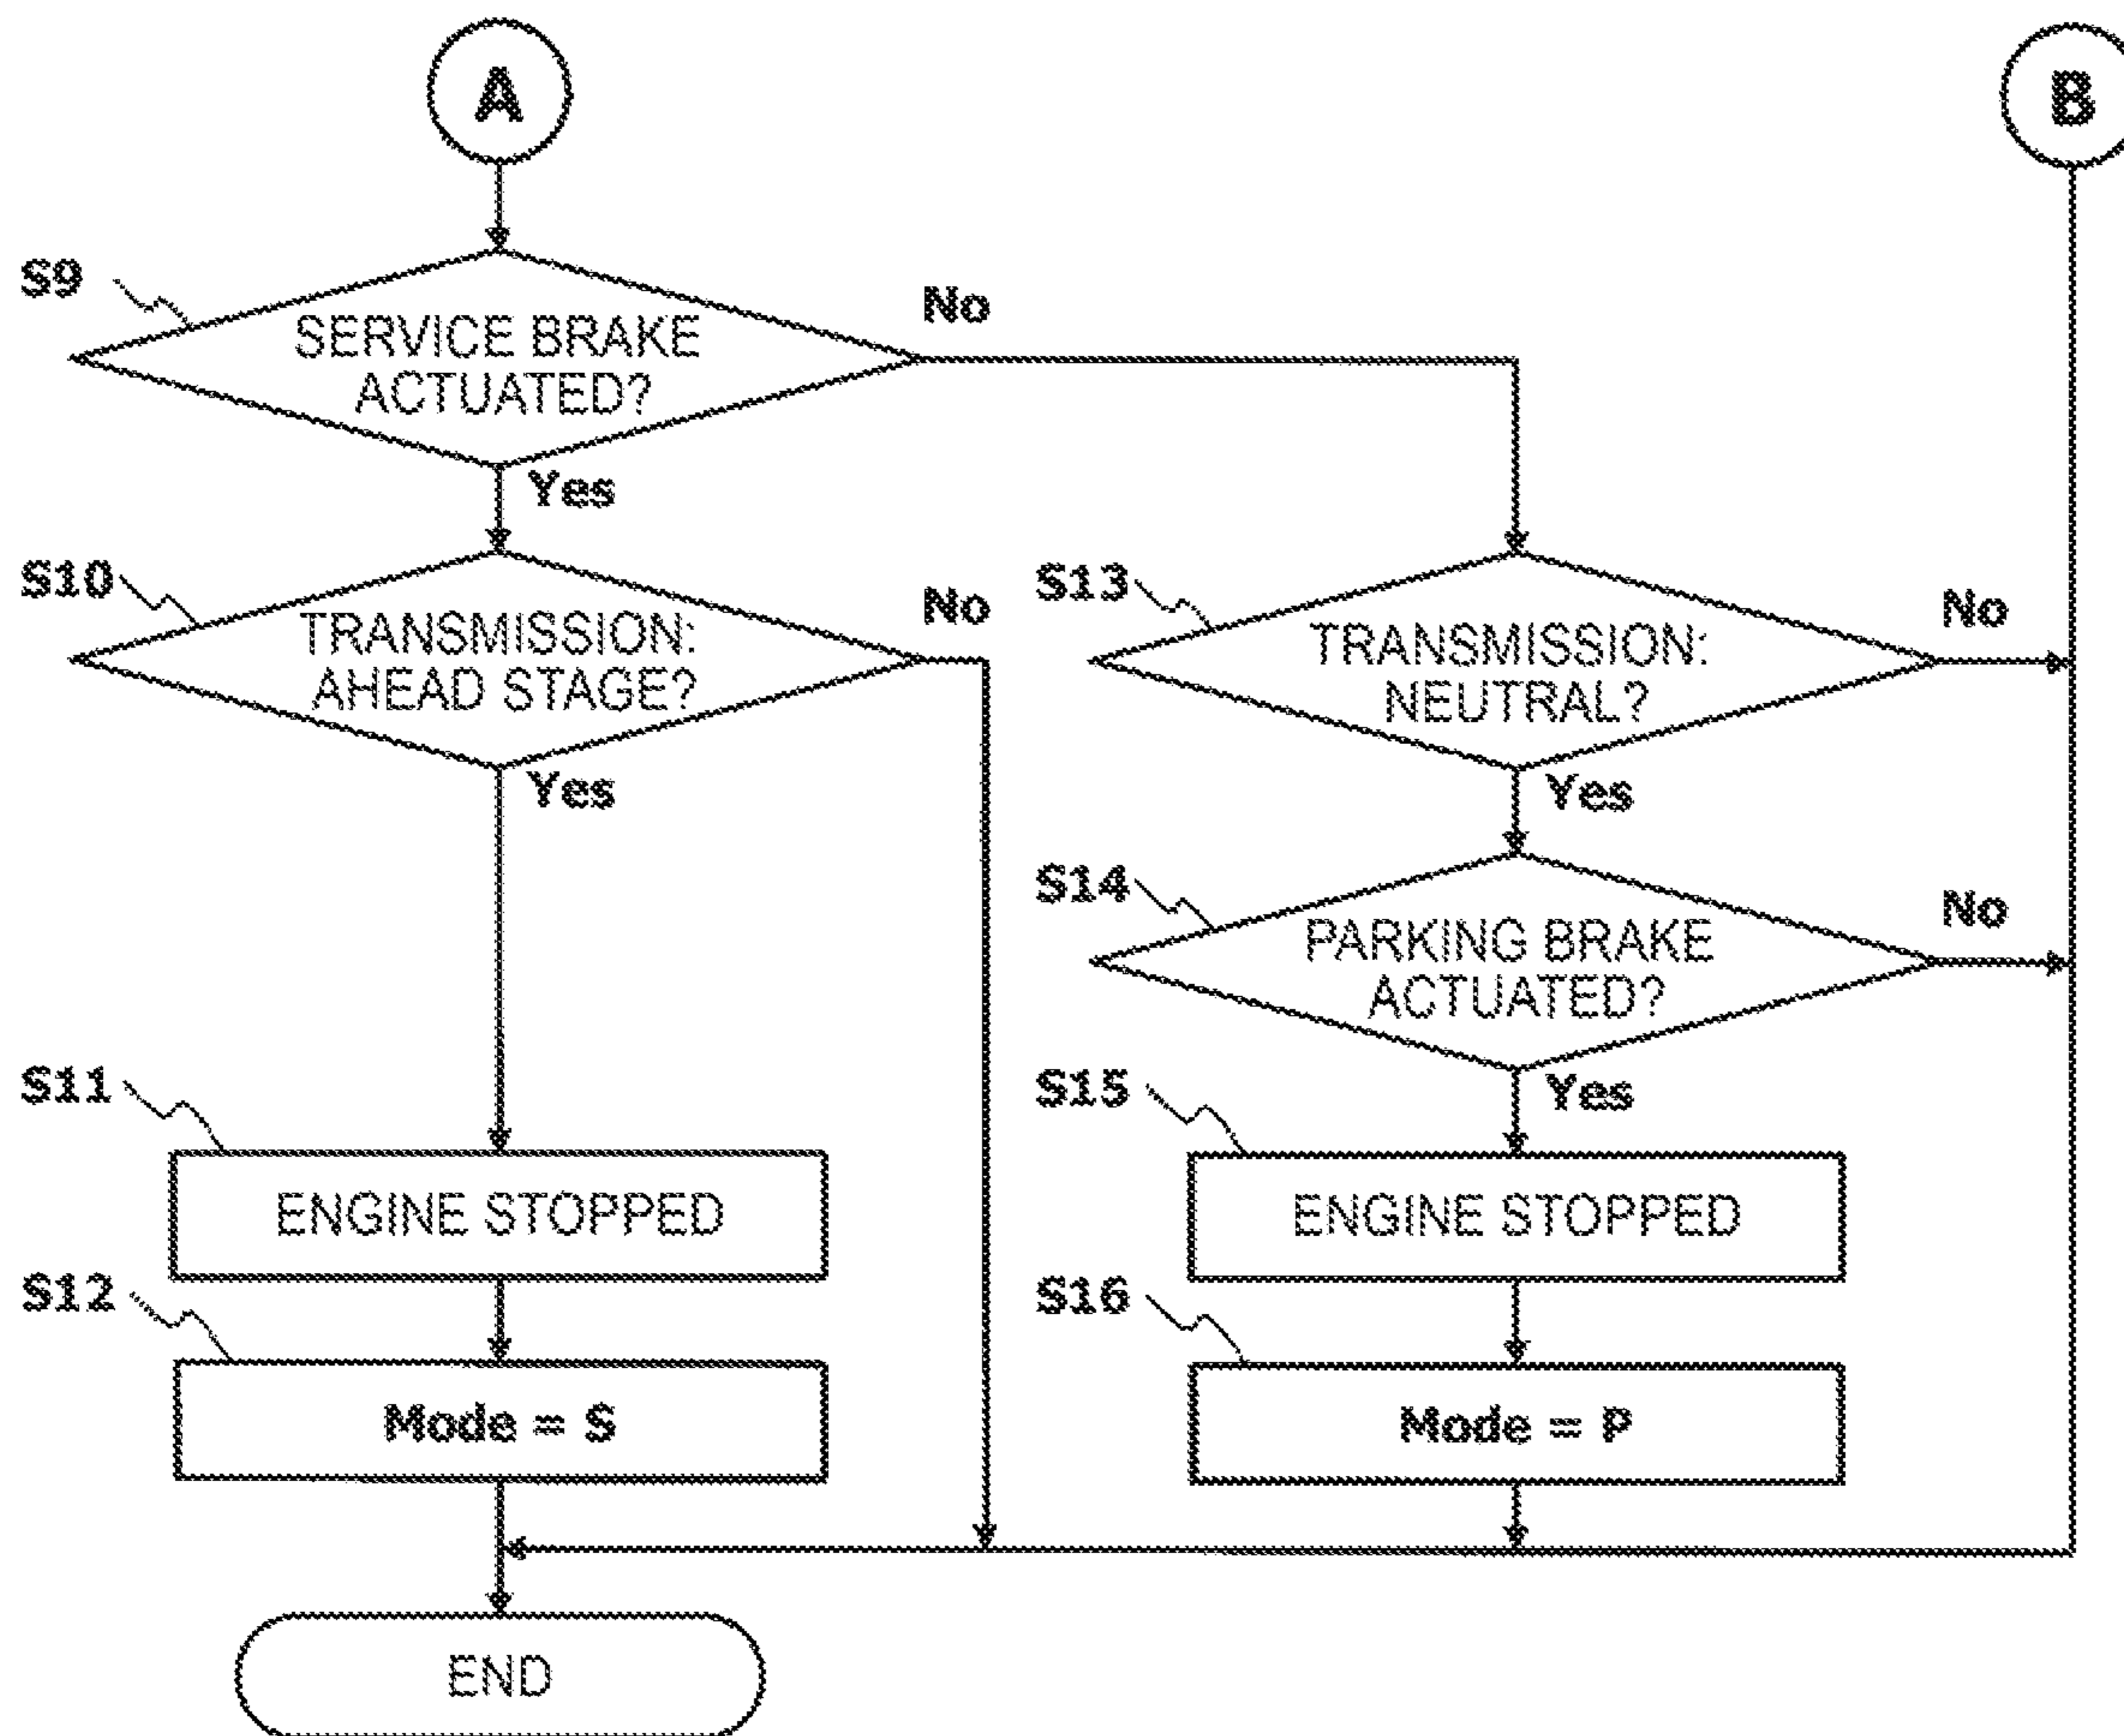 A
B
S9
SERVICE BRAKE
ACTUATED?
No
Yes
S10
TRANSMISSION:
AHEAD STAGE?
No
Yes
S13
TRANSMISSION:
NEUTRAL?
No
Yes
S14
PARKING BRAKE
ACTUATED?
No
Yes
S11
ENGINE STOPPED
S15
ENGINE STOPPED
S12
Mode = S
S16
Mode = P
END